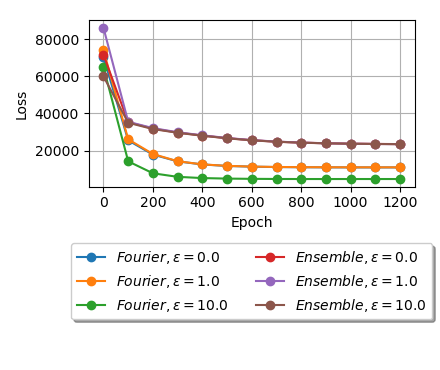 80000
60000
40000
20000
Loss
0 200 400 600 800 1000 1200
Epoch
Fourier, ε = 0.0 Ensemble, ε = 0.0
Fourier, ε = 1.0 Ensemble, ε = 1.0
Fourier, ε = 10.0 Ensemble, ε = 10.0